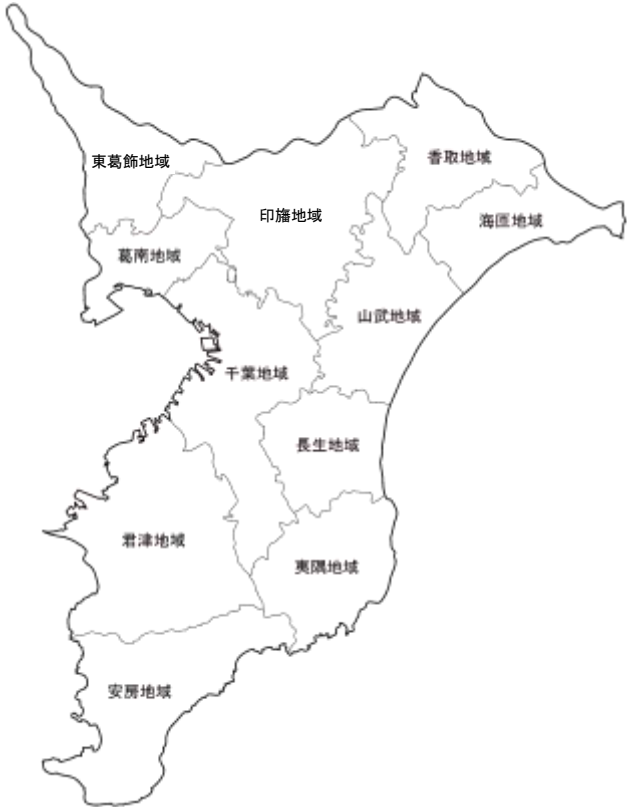 東葛飾地域
香取地域
印旛地域
海匝地域
葛南地域
山武地域
千葉地域
長生地域
君津地域
夷隅地域
安房地域